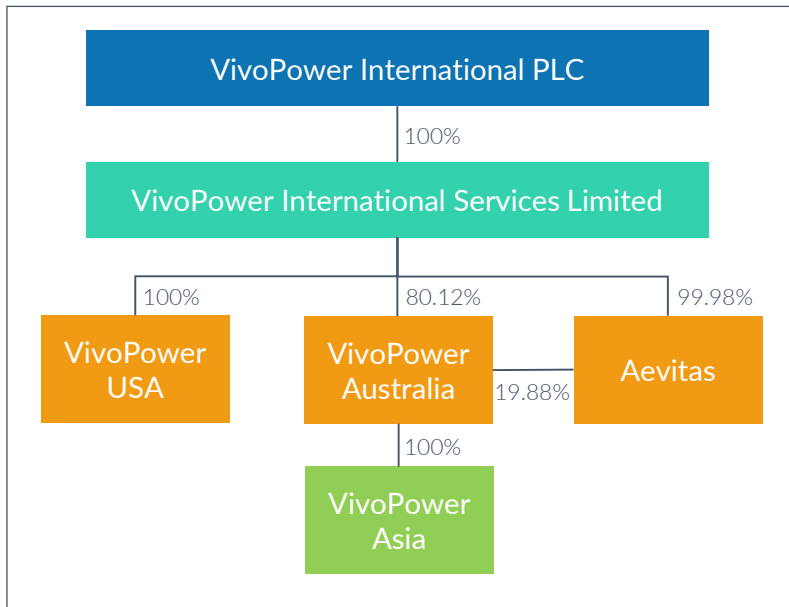 VivoPower International PLC
100%
VivoPower International Services Limited
100%
80.12%
99.98%
VivoPower
USA
VivoPower
Australia
19.88%
Aevitas
100%
VivoPower
Asia